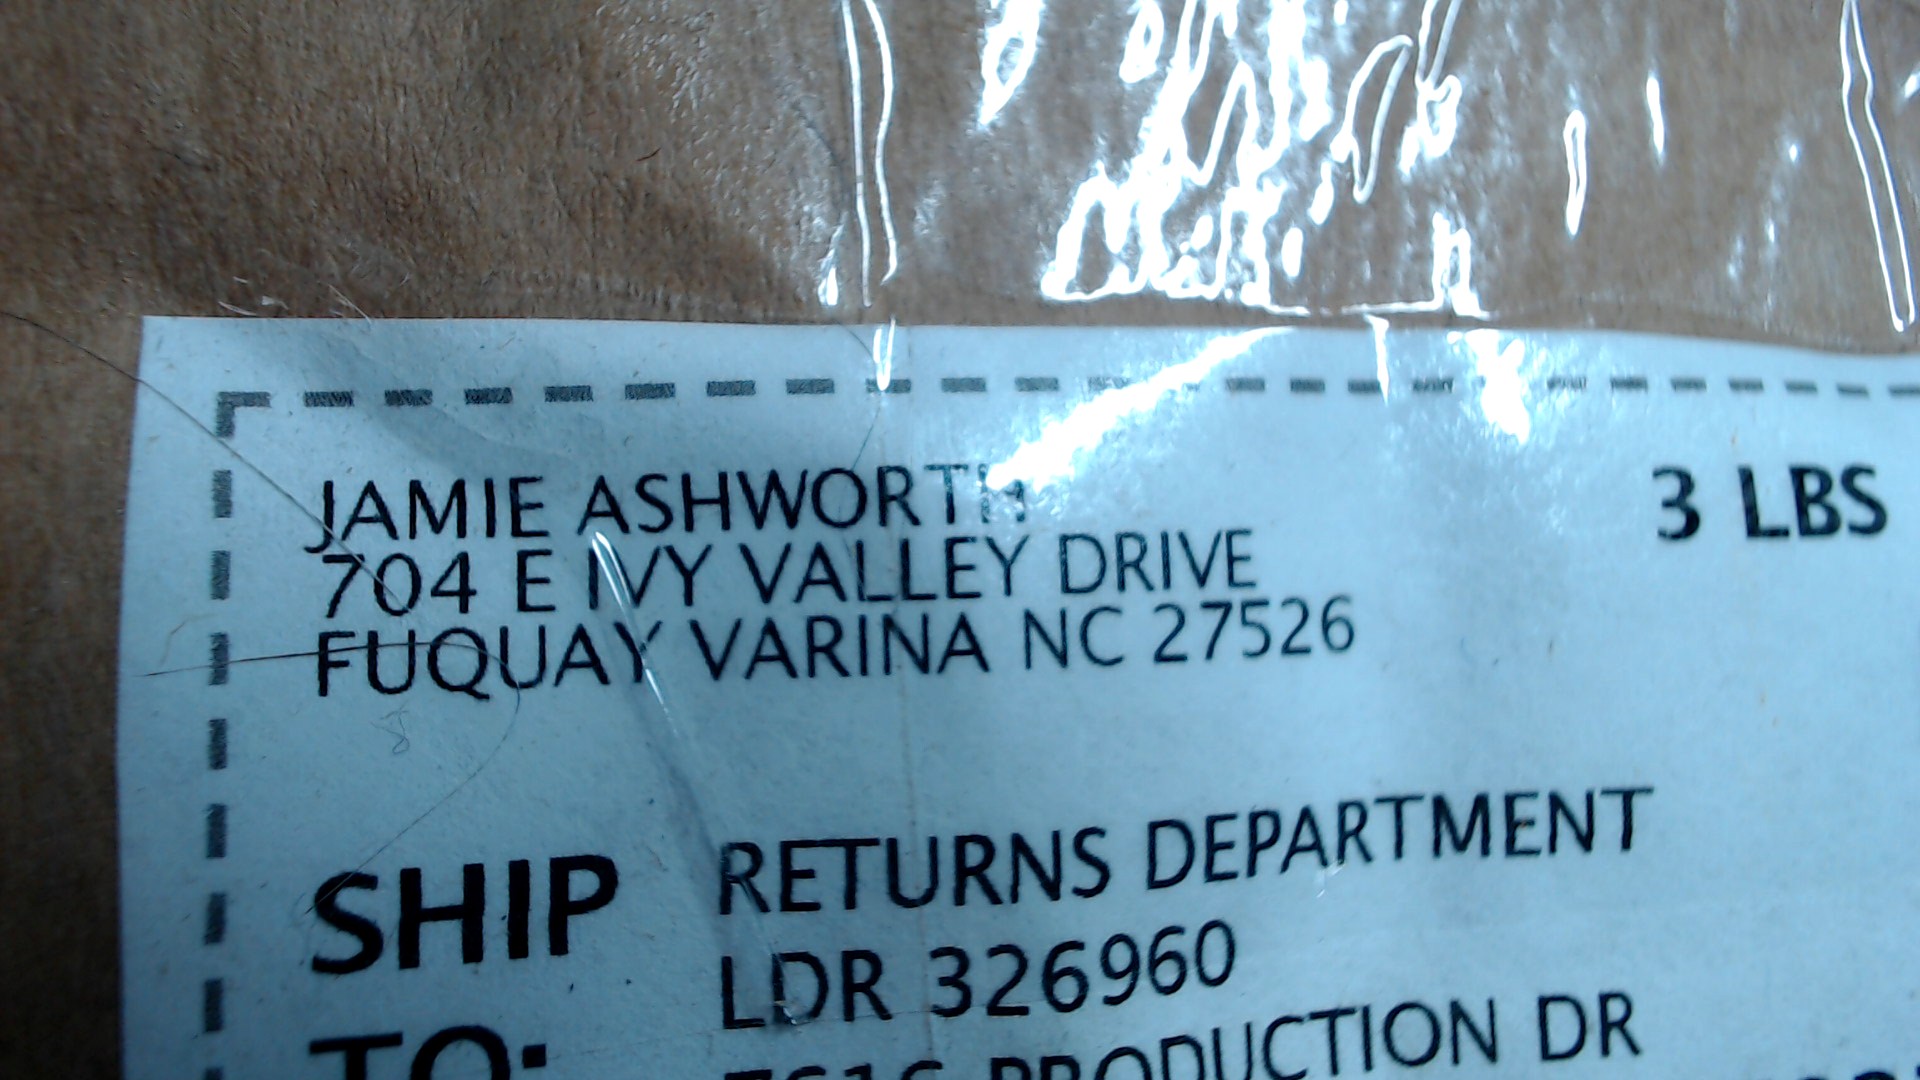 JAMIE ASHWORTH
3 LBS
704 E IVY VALLEY DRIVE
FUQUAY VARINA NC 27526
SHIP
TO:
RETURNS DEPARTMENT
LDR 326960
PRODUCTION DR